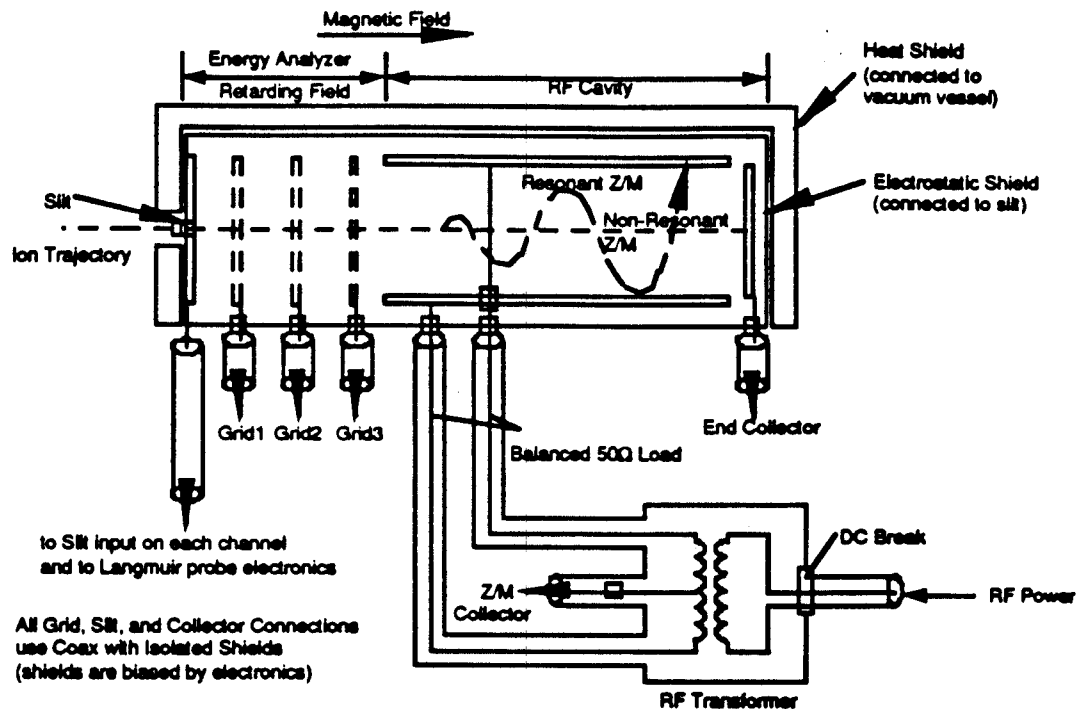 Magnetic Field
Energy Analyzer
Retarding Field
RF Cavity
Heat Shield
(connected to
vacuum vessel)
Slit
Ion Trajectory
Resonant Z/M
Non-Resonant
Z/M
Electrostatic Shield
(connected to slit)
Grid1
Grid2
Grid3
End Collector
Balanced 50Ω Load
to Slit input on each channel
and to Langmuir probe electronics
DC Break
Z/M
Collector
RF Power
All Grid, Slit, and Collector Connections
use Coax with Isolated Shields
(shields are biased by electronics)
RF Transformer